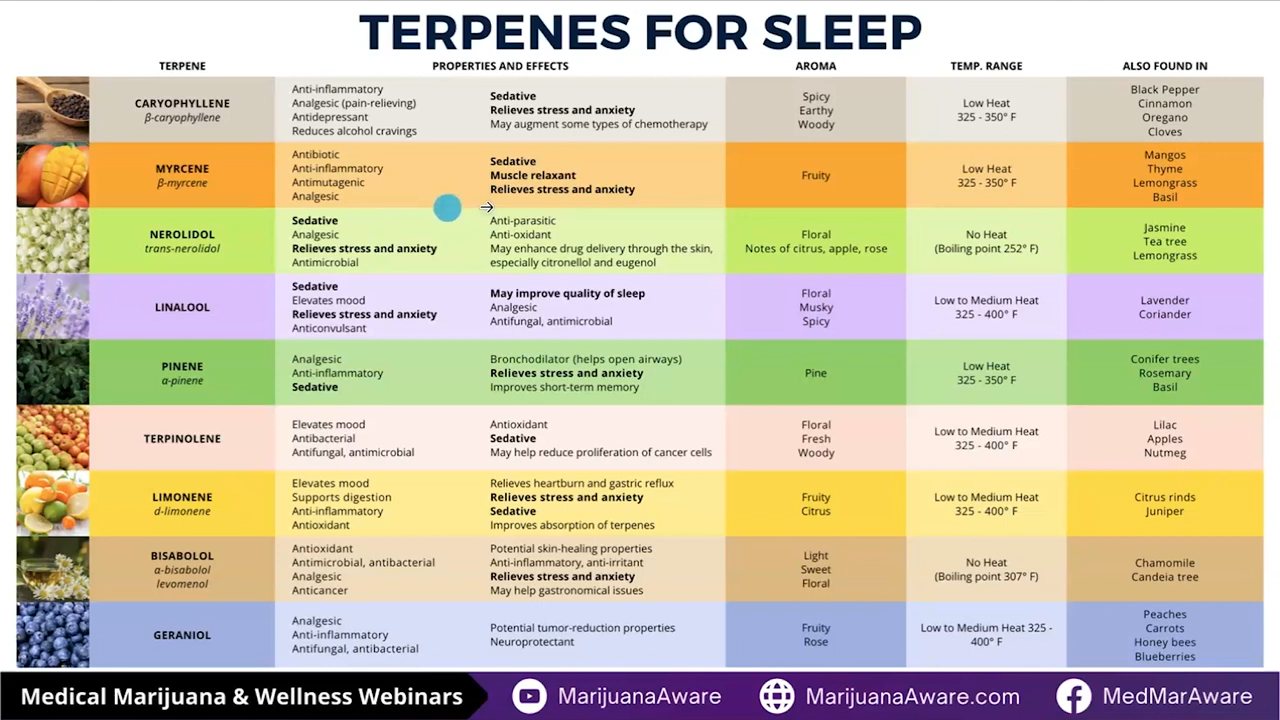 TERPENES FOR SLEEP
TERPENE
PROPERTIES AND EFFECTS
AROMA
TEMP. RANGE
ALSO FOUND IN
CARYOPHYLLENE
β-caryophyllene
Anti-inflammatory
Analgesic (pain-relieving)
Antidepressant
Reduces alcohol cravings
Sedative
Relieves stress and anxiety
May augment some types of chemotherapy
Spicy
Earthy
Woody
Low Heat
325 - 350° F
Black Pepper
Cinnamon
Oregano
Cloves
MYRCENE
β-myrcene
Antibiotic
Anti-inflammatory
Antimutagenic
Analgesic
Sedative
Muscle relaxant
Relieves stress and anxiety
Fruity
Low Heat
325 - 350° F
Mangos
Thyme
Lemongrass
Basil
NEROLIDOL
trans-nerolidol
Sedative
Analgesic
Relieves stress and anxiety
Antimicrobial
Anti-parasitic
Anti-oxidant
May enhance drug delivery through the skin,
especially citronellol and eugenol
Floral
Notes of citrus, apple, rose
No Heat
(Boiling point 252° F)
Jasmine
Tea tree
Lemongrass
LINALOOL
Sedative
Elevates mood
Relieves stress and anxiety
Anticonvulsant
May improve quality of sleep
Analgesic
Antifungal, antimicrobial
Floral
Musky
Spicy
Low to Medium Heat
325 - 400° F
Lavender
Coriander
PINENE
α-pinene
Analgesic
Anti-inflammatory
Sedative
Bronchodilator (helps open airways)
Relieves stress and anxiety
Improves short-term memory
Pine
Low Heat
325 - 350° F
Conifer trees
Rosemary
Basil
TERPINOLENE
Elevates mood
Antibacterial
Antifungal, antimicrobial
Antioxidant
Sedative
May help reduce proliferation of cancer cells
Floral
Fresh
Woody
Low to Medium Heat
325 - 400° F
Lilac
Apples
Nutmeg
LIMONENE
d-limonene
Elevates mood
Supports digestion
Anti-inflammatory
Antioxidant
Relieves heartburn and gastric reflux
Relieves stress and anxiety
Sedative
Improves absorption of terpenes
Fruity
Citrus
Low to Medium Heat
325 - 400° F
Citrus rinds
Juniper
BISABOLOL
α-bisabolol
levomenol
Antioxidant
Antimicrobial, antibacterial
Analgesic
Anticancer
Potential skin-healing properties
Anti-inflammatory, anti-irritant
Relieves stress and anxiety
May help gastronomical issues
Light
Sweet
Floral
No Heat
(Boiling point 307° F)
Chamomile
Candeia tree
GERANIOL
Analgesic
Anti-inflammatory
Antifungal, antibacterial
Potential tumor-reduction properties
Neuroprotectant
Fruity
Rose
Low to Medium Heat 325 -
400° F
Peaches
Carrots
Honey bees
Blueberries
Medical Marijuana & Wellness Webinars
MarijuanaAware
MarijuanaAware.com
MedMarAware